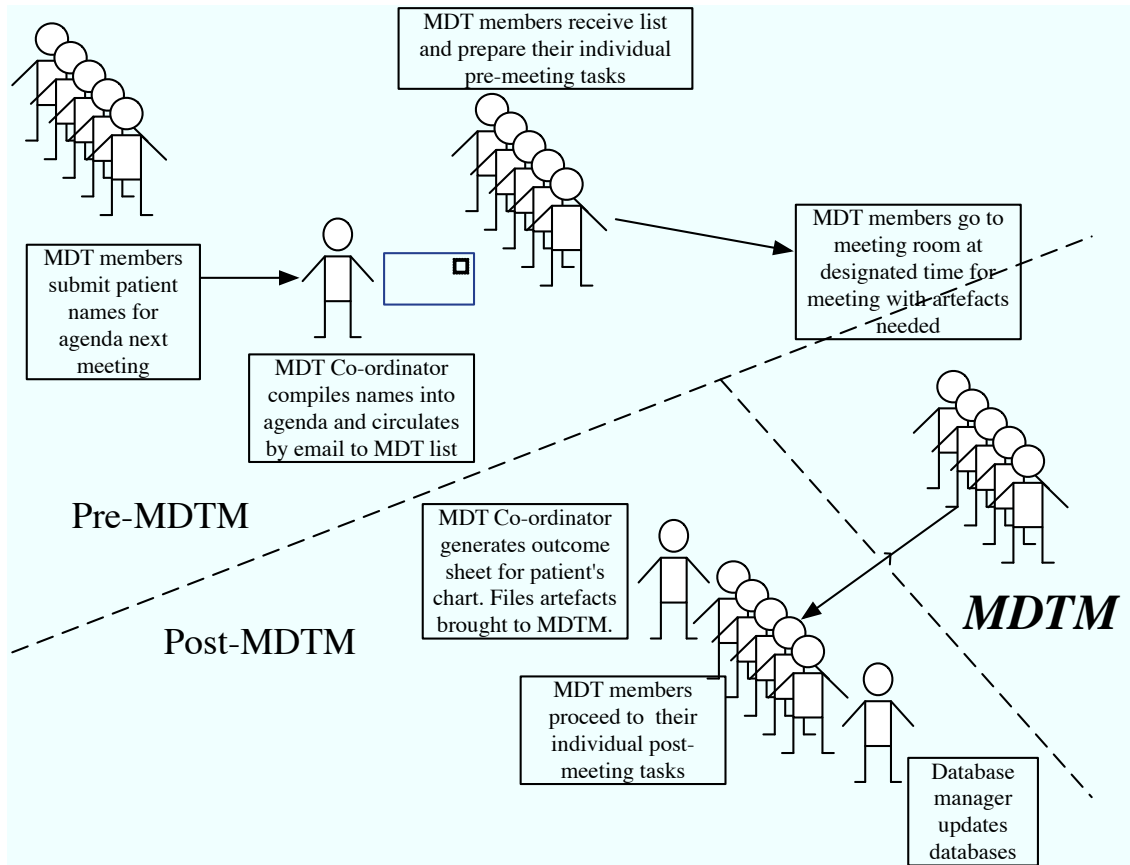 MDT members receive list
and prepare their individual
pre-meeting tasks
MDT members
submit patient
names for
agenda next
meeting
MDT members go to
meeting room at
designated time for
meeting with artefacts
needed
MDT Co-ordinator
compiles names into
agenda and circulates
by email to MDT list
Pre-MDTM
MDT Co-ordinator
generates outcome
sheet for patient's
chart. Files artefacts
brought to MDTM.
MDTM
Post-MDTM
MDT members
proceed to their
individual post-
meeting tasks
Database
manager
updates
databases